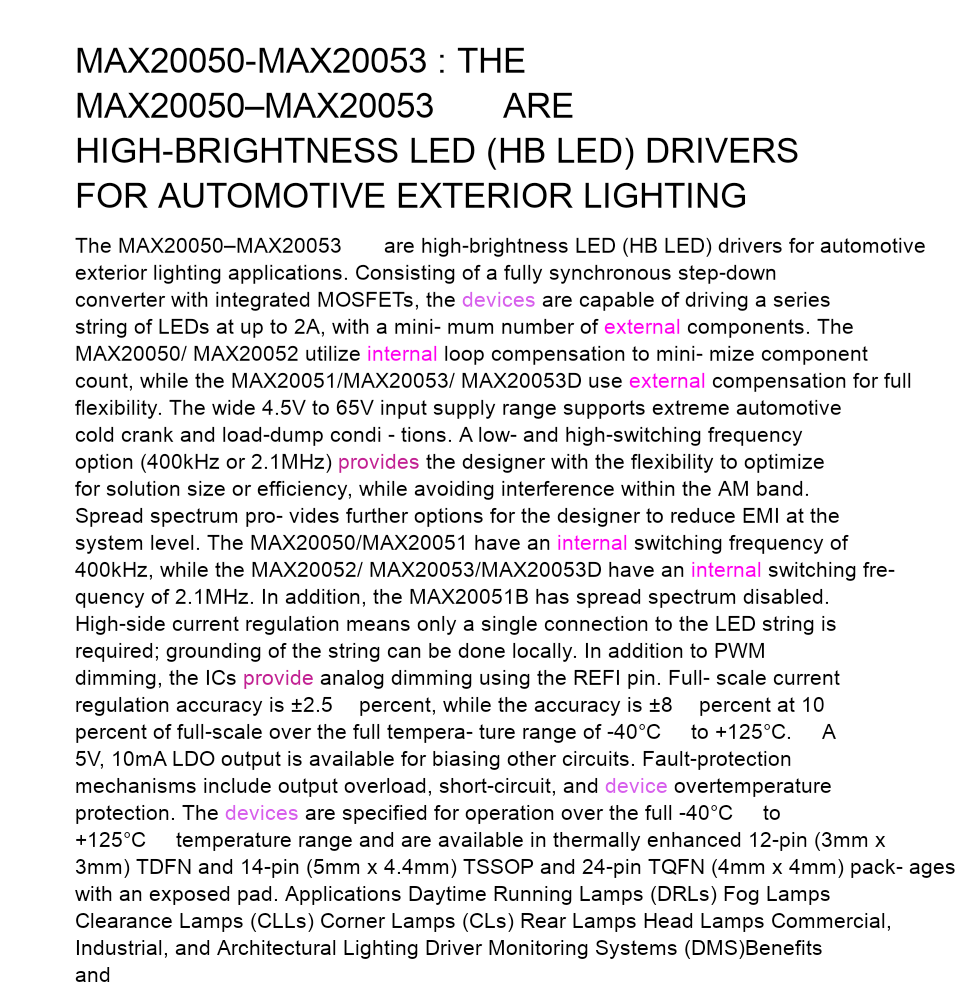 MAX20050-MAX20053 : THE
MAX20050–MAX20053 ARE
HIGH-BRIGHTNESS LED (HB LED) DRIVERS
FOR AUTOMOTIVE EXTERIOR LIGHTING
The MAX20050–MAX20053 are high-brightness LED (HB LED) drivers for automotive
exterior lighting applications. Consisting of a fully synchronous step-down
converter with integrated MOSFETs, the devices are capable of driving a series
string of LEDs at up to 2A, with a mini- mum number of external components. The
MAX20050/ MAX20052 utilize internal loop compensation to mini- mize component
count, while the MAX20051/MAX20053/ MAX20053D use external compensation for full
flexibility. The wide 4.5V to 65V input supply range supports extreme automotive
cold crank and load-dump condi - tions. A low- and high-switching frequency
option (400kHz or 2.1MHz) provides the designer with the flexibility to optimize
for solution size or efficiency, while avoiding interference within the AM band.
Spread spectrum pro- vides further options for the designer to reduce EMI at the
system level. The MAX20050/MAX20051 have an internal switching frequency of
400kHz, while the MAX20052/ MAX20053/MAX20053D have an internal switching fre-
quency of 2.1MHz. In addition, the MAX20051B has spread spectrum disabled.
High-side current regulation means only a single connection to the LED string is
required; grounding of the string can be done locally. In addition to PWM
dimming, the ICs provide analog dimming using the REFI pin. Full- scale current
regulation accuracy is ±2.5 percent, while the accuracy is ±8 percent at 10
percent of full-scale over the full tempera- ture range of -40°C to +125°C. A
5V, 10mA LDO output is available for biasing other circuits. Fault-protection
mechanisms include output overload, short-circuit, and device overtemperature
protection. The devices are specified for operation over the full -40°C to
+125°C temperature range and are available in thermally enhanced 12-pin (3mm x
3mm) TDFN and 14-pin (5mm x 4.4mm) TSSOP and 24-pin TQFN (4mm x 4mm) pack- ages
with an exposed pad. Applications Daytime Running Lamps (DRLs) Fog Lamps
Clearance Lamps (CLLs) Corner Lamps (CLs) Rear Lamps Head Lamps Commercial,
Industrial, and Architectural Lighting Driver Monitoring Systems (DMS)Benefits
and